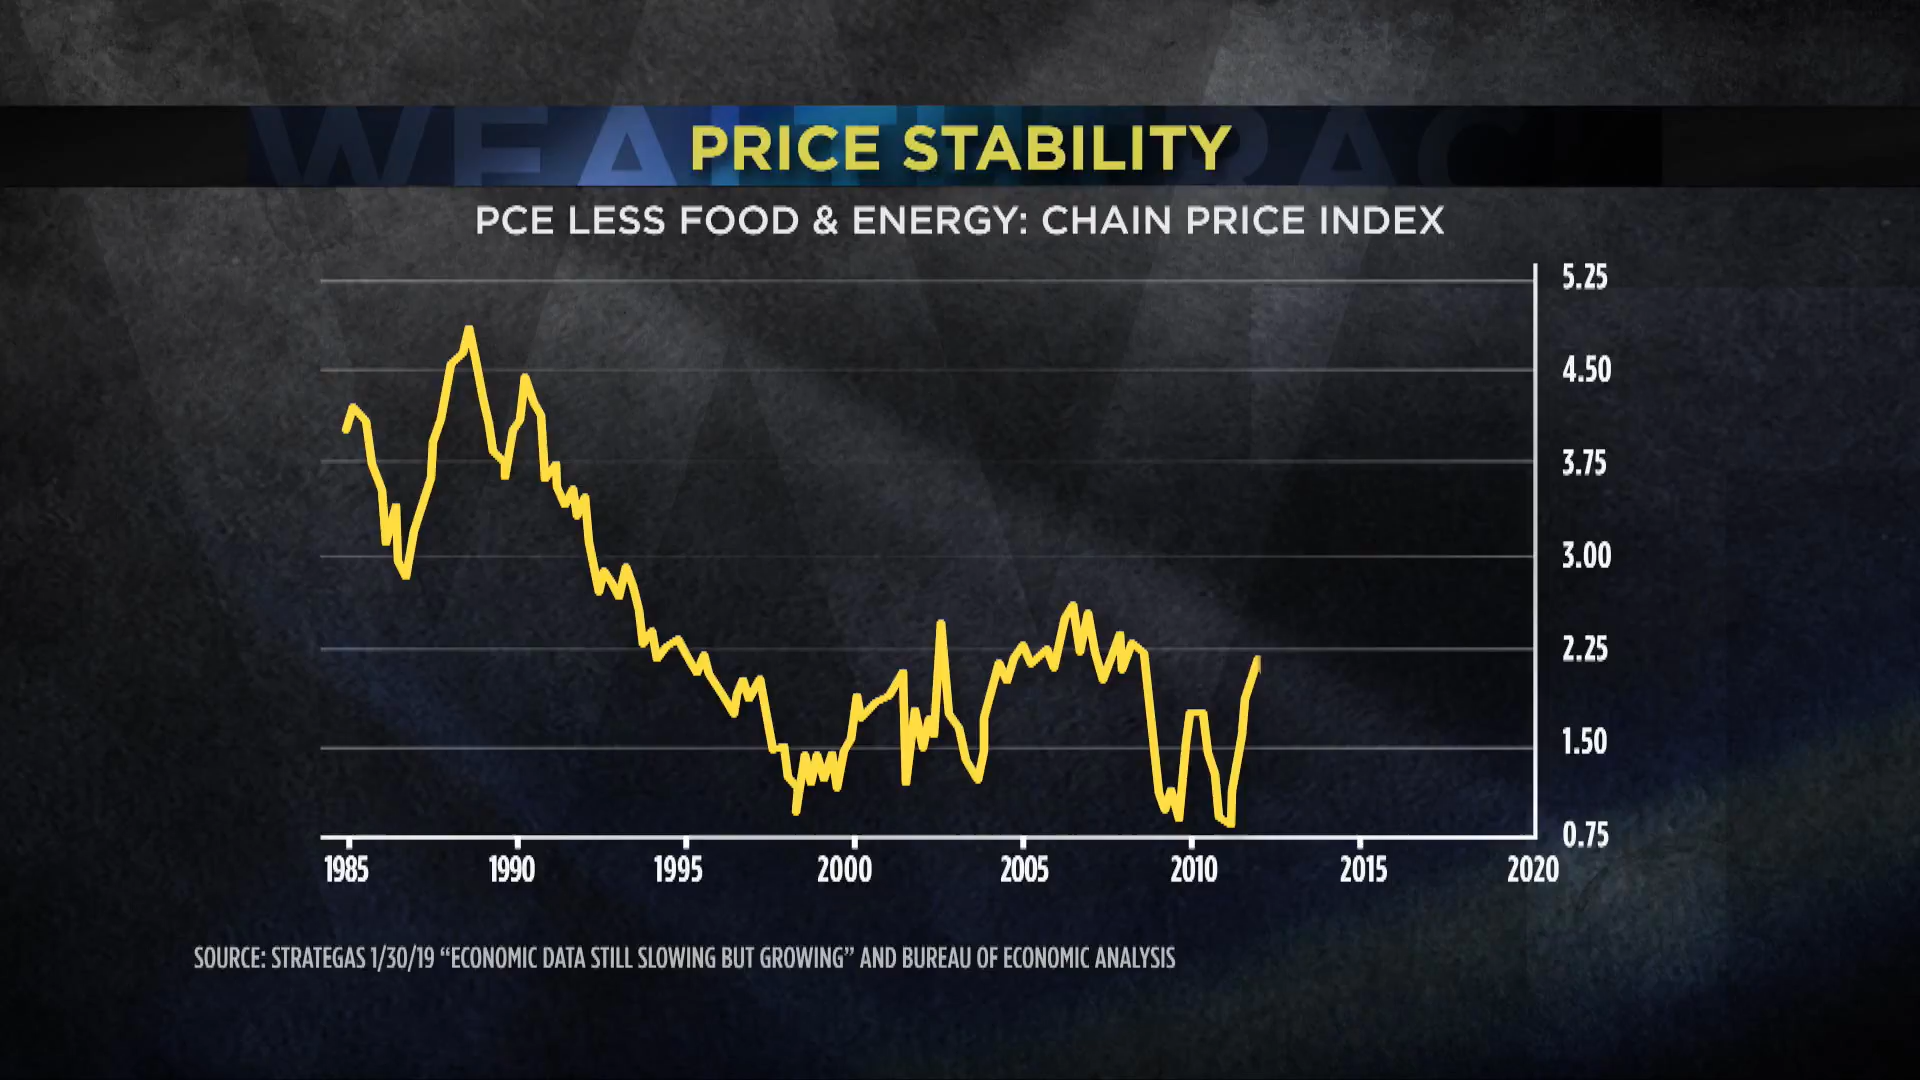 WEALTHTRACK
PRICE STABILITY
PCE LESS FOOD & ENERGY: CHAIN PRICE INDEX
5.25
4.50
3.75
3.00
2.25
1.50
0.75
1985 1990 1995 2000 2005 2010 2015 2020
SOURCE: STRATEGAS 1/30/19 “ECONOMIC DATA STILL SLOWING BUT GROWING” AND BUREAU OF ECONOMIC ANALYSIS